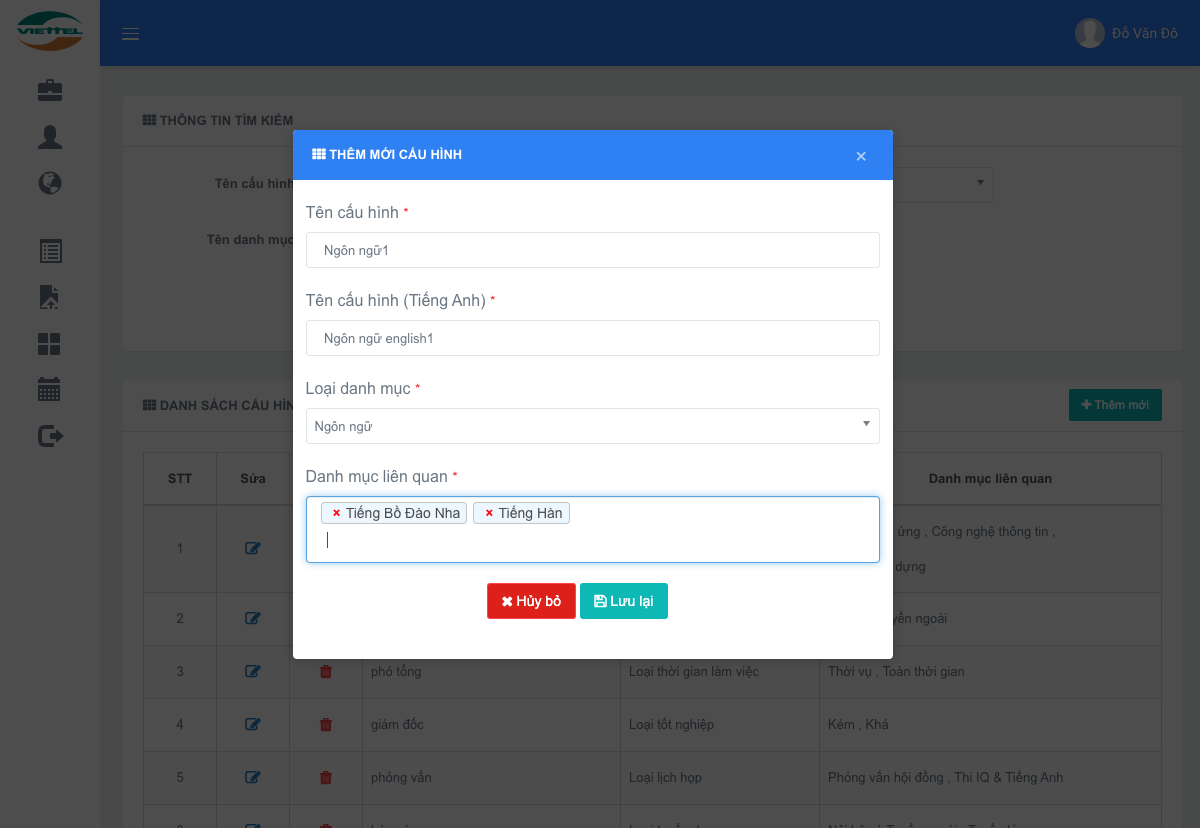 VIETTEL
Đỗ Văn Đô
THÔNG TIN TÌM KIẾM
Tên cấu hình
Tên danh mục
THÊM MỚI CẤU HÌNH ×
Tên cấu hình *
Ngôn ngữ1
Tên cấu hình (Tiếng Anh) *
Ngôn ngữ english1
Loại danh mục *
Ngôn ngữ
Danh mục liên quan *
× Tiếng Bồ Đào Nha × Tiếng Hàn
Hủy bỏ Lưu lại
DANH SÁCH CẤU HÌN
Thêm mới
STT Sửa Danh mục liên quan
1 ứng , Công nghệ thông tin ,
dựng
2 yển ngoài
3 phó tổng Loại thời gian làm việc Thời vụ , Toàn thời gian
4 giám đốc Loại tốt nghiệp Kém , Khá
5 phỏng vấn Loại lịch họp Phỏng vấn hội đồng , Thi IQ & Tiếng Anh